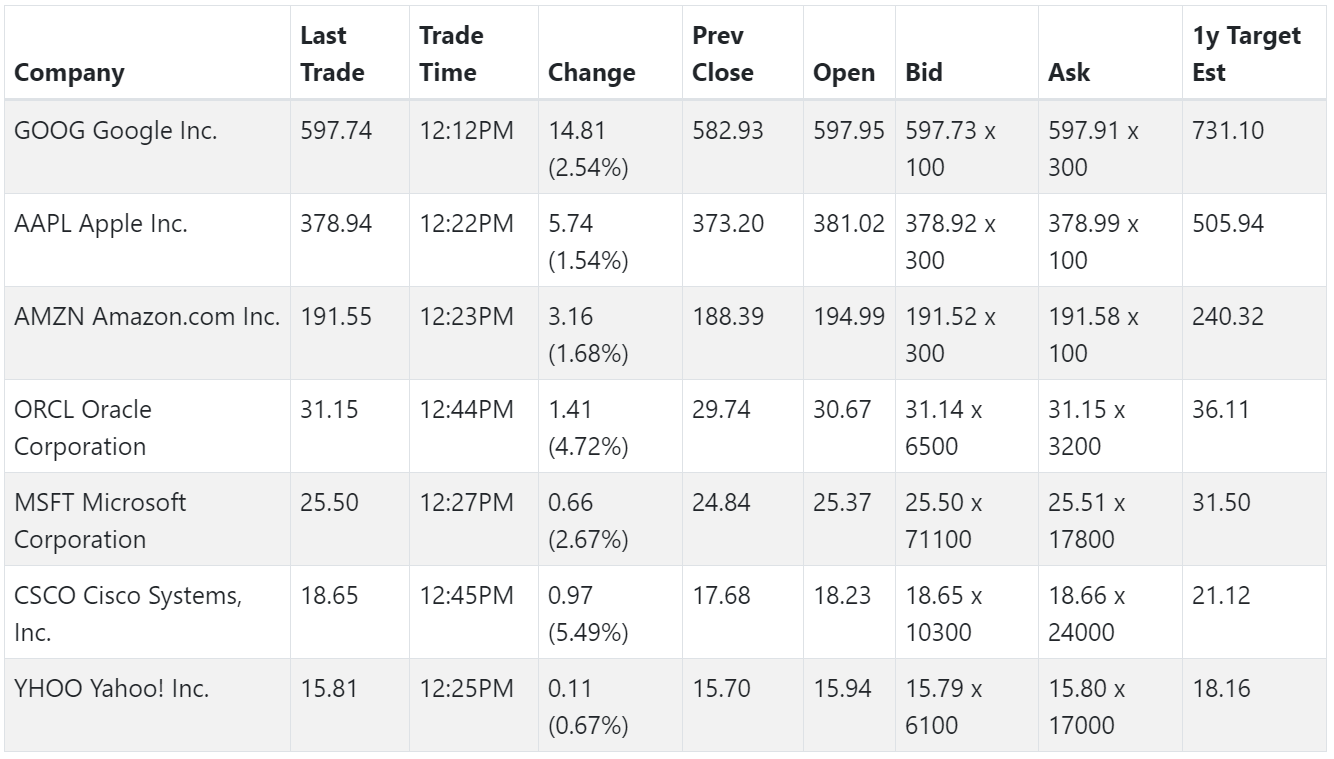 Company Last Trade Trade Time Change Prev Close Open Bid Ask 1y Target Est
GOOG Google Inc. 597.74 12:12PM 14.81 (2.54%) 582.93 597.95 597.73 x 100 597.91 x 300 731.10
AAPL Apple Inc. 378.94 12:22PM 5.74 (1.54%) 373.20 381.02 378.92 x 300 378.99 x 100 505.94
AMZN Amazon.com Inc. 191.55 12:23PM 3.16 (1.68%) 188.39 194.99 191.52 x 300 191.58 x 100 240.32
ORCL Oracle Corporation 31.15 12:44PM 1.41 (4.72%) 29.74 30.67 31.14 x 6500 31.15 x 3200 36.11
MSFT Microsoft Corporation 25.50 12:27PM 0.66 (2.67%) 24.84 25.37 25.50 x 71100 25.51 x 17800 31.50
CSCO Cisco Systems, Inc. 18.65 12:45PM 0.97 (5.49%) 17.68 18.23 18.65 x 10300 18.66 x 24000 21.12
YHOO Yahoo! Inc. 15.81 12:25PM 0.11 (0.67%) 15.70 15.94 15.79 x 6100 15.80 x 17000 18.16